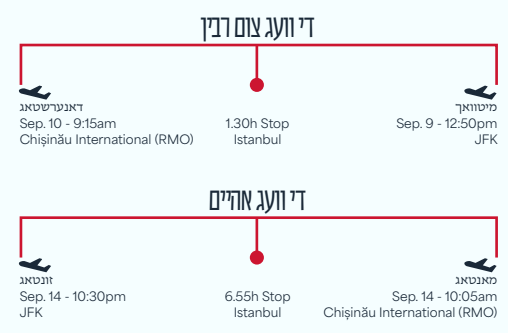 די וועג צום רבי׳ן
מיטוואך
Sep. 9 - 12:50pm
JFK
1.30h Stop
Istanbul
דאנערשטאג
Sep. 10 - 9:15am
Chișinău International (RMO)
די וועג אהיים
מאנטאג
Sep. 14 - 10:05am
Chișinău International (RMO)
6.55h Stop
Istanbul
זונטאג
Sep. 14 - 10:30pm
JFK